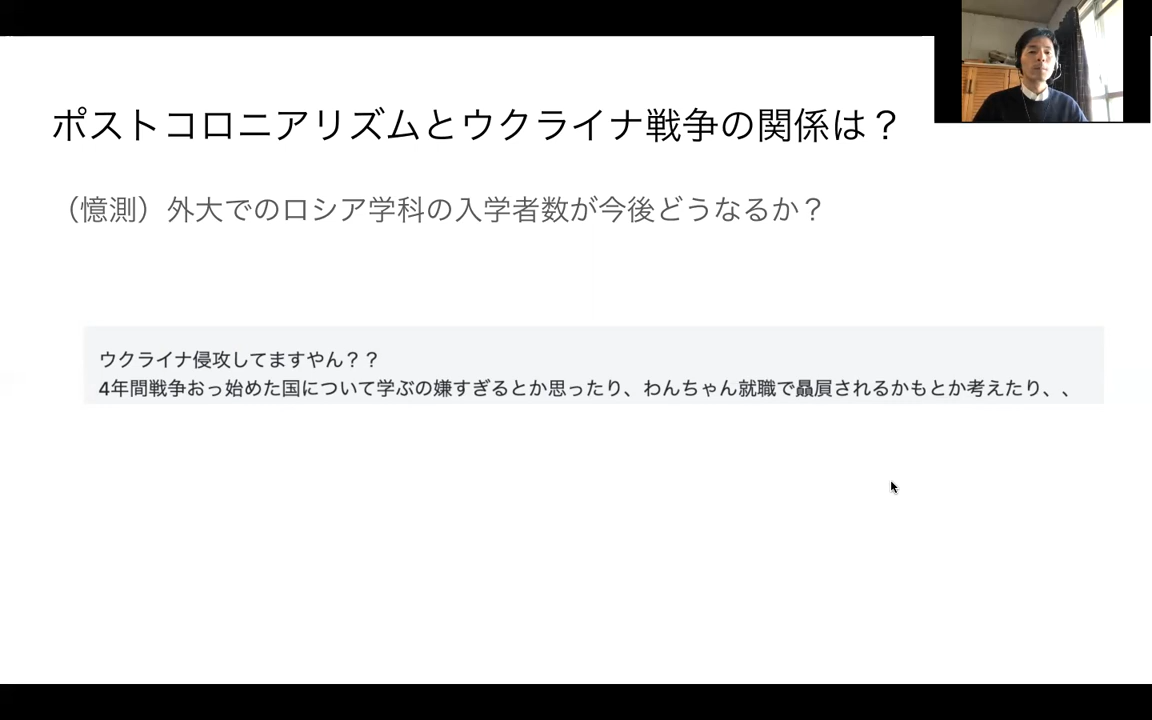 ポストコロニアリズムとウクライナ戦争の関係は？
（憶測）外大でのロシア学科の入学者数が今後どうなるか？
ウクライナ侵攻してますやん？？
4年間戦争おっ始めた国について学ぶの嫌すぎるとか思ったり、わんちゃん就職で贔屓されるかもとか考えたり、、